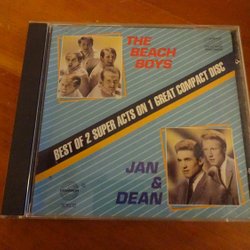 THE
BEACH
BOYS
BEST OF 2 SUPER ACTS ON 1 GREAT COMPACT DISC
JAN
&
DEAN